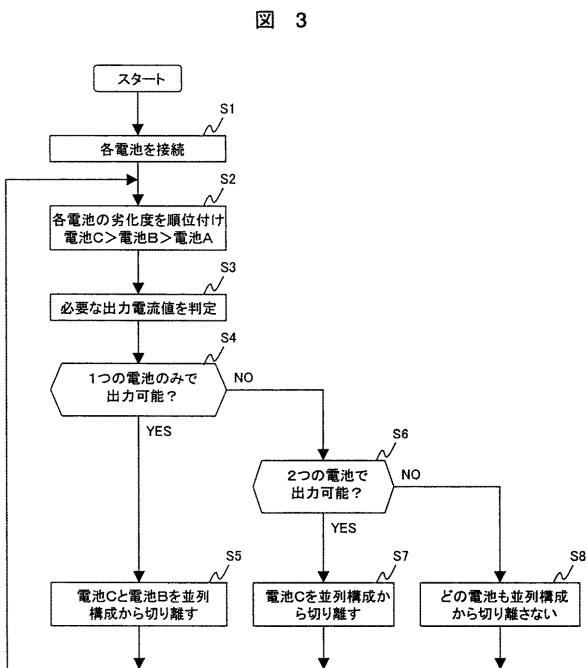 図 3
スタート
S1
各電池を接続
S2
各電池の劣化度を順位付け
電池C＞電池B＞電池A
S3
必要な出力電流値を判定
S4
1つの電池のみで
出力可能？
NO
YES
S6
2つの電池で
出力可能？
NO
YES
S5
電池Cと電池Bを並列
構成から切り離す
S7
電池Cを並列構成か
ら切り離す
S8
どの電池も並列構成
から切り離さない